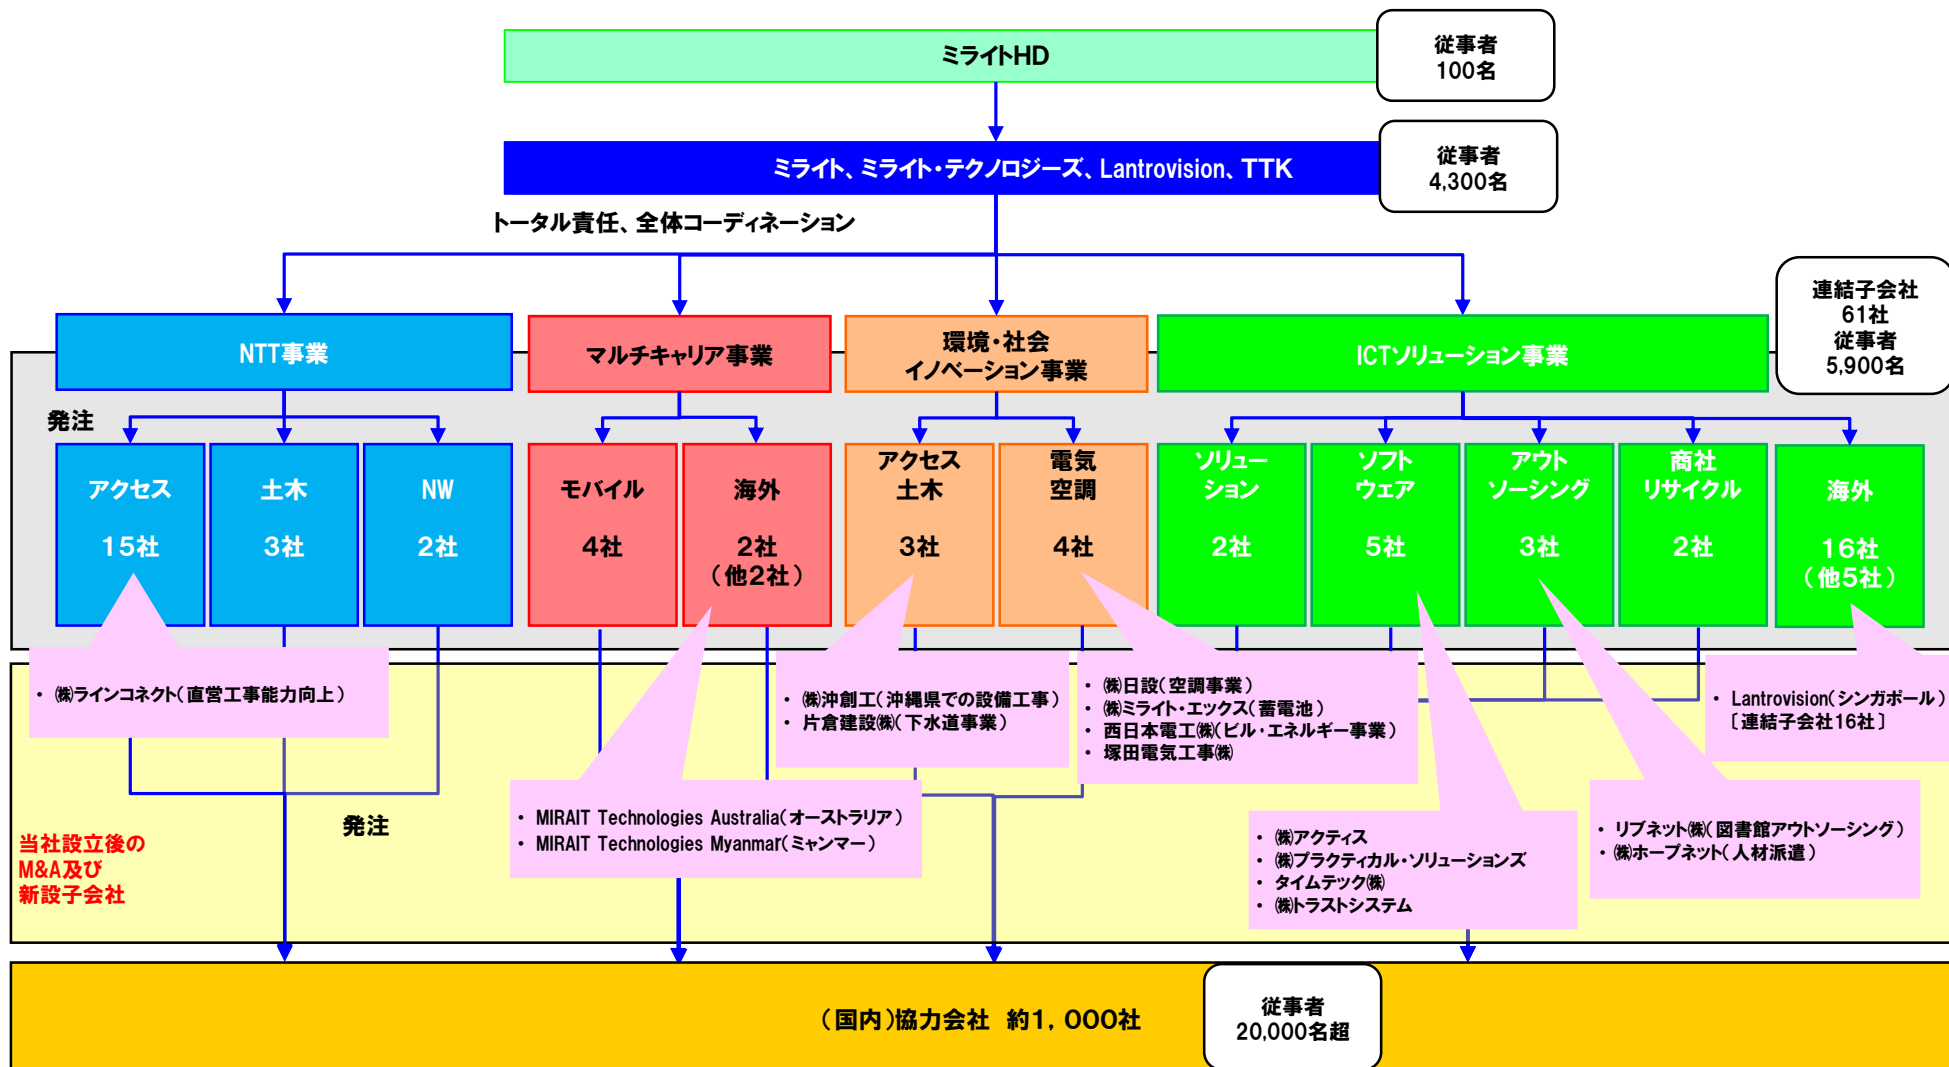 ミライトHD
従事者
100名
ミライト、ミライト・テクノロジーズ、Lantrovision、TTK
従事者
4,300名
トータル責任、全体コーディネーション
連結子会社
61社
従事者
5,900名
NTT事業
マルチキャリア事業
環境・社会
イノベーション事業
ICTソリューション事業
発注
アクセス
15社
土木
3社
NW
2社
モバイル
4社
海外
2社
（他2社）
アクセス
土木
3社
電気
空調
4社
ソリュー
ション
2社
ソフト
ウェア
5社
アウト
ソーシング
3社
商社
リサイクル
2社
海外
16社
（他5社）
・ ㈱ラインコネクト（直営工事能力向上）
・ ㈱沖創工（沖縄県での設備工事）
・ 片倉建設㈱（下水道事業）
・ ㈱日設（空調事業）
・ ㈱ミライト・エックス（蓄電池）
・ 西日本電工㈱（ビル・エネルギー事業）
・ 塚田電気工事㈱
・ Lantrovision（シンガポール）
［連結子会社16社］
・ MIRAIT Technologies Australia（オーストラリア）
・ MIRAIT Technologies Myanmar（ミャンマー）
・ ㈱アクティス
・ ㈱プラクティカル・ソリューションズ
・ タイムテック㈱
・ ㈱トラストシステム
・ リブネット㈱（図書館アウトソーシング）
・ ㈱ホープネット（人材派遣）
発注
当社設立後の
M&A及び
新設子会社
（国内）協力会社 約1，000社
従事者
20,000名超